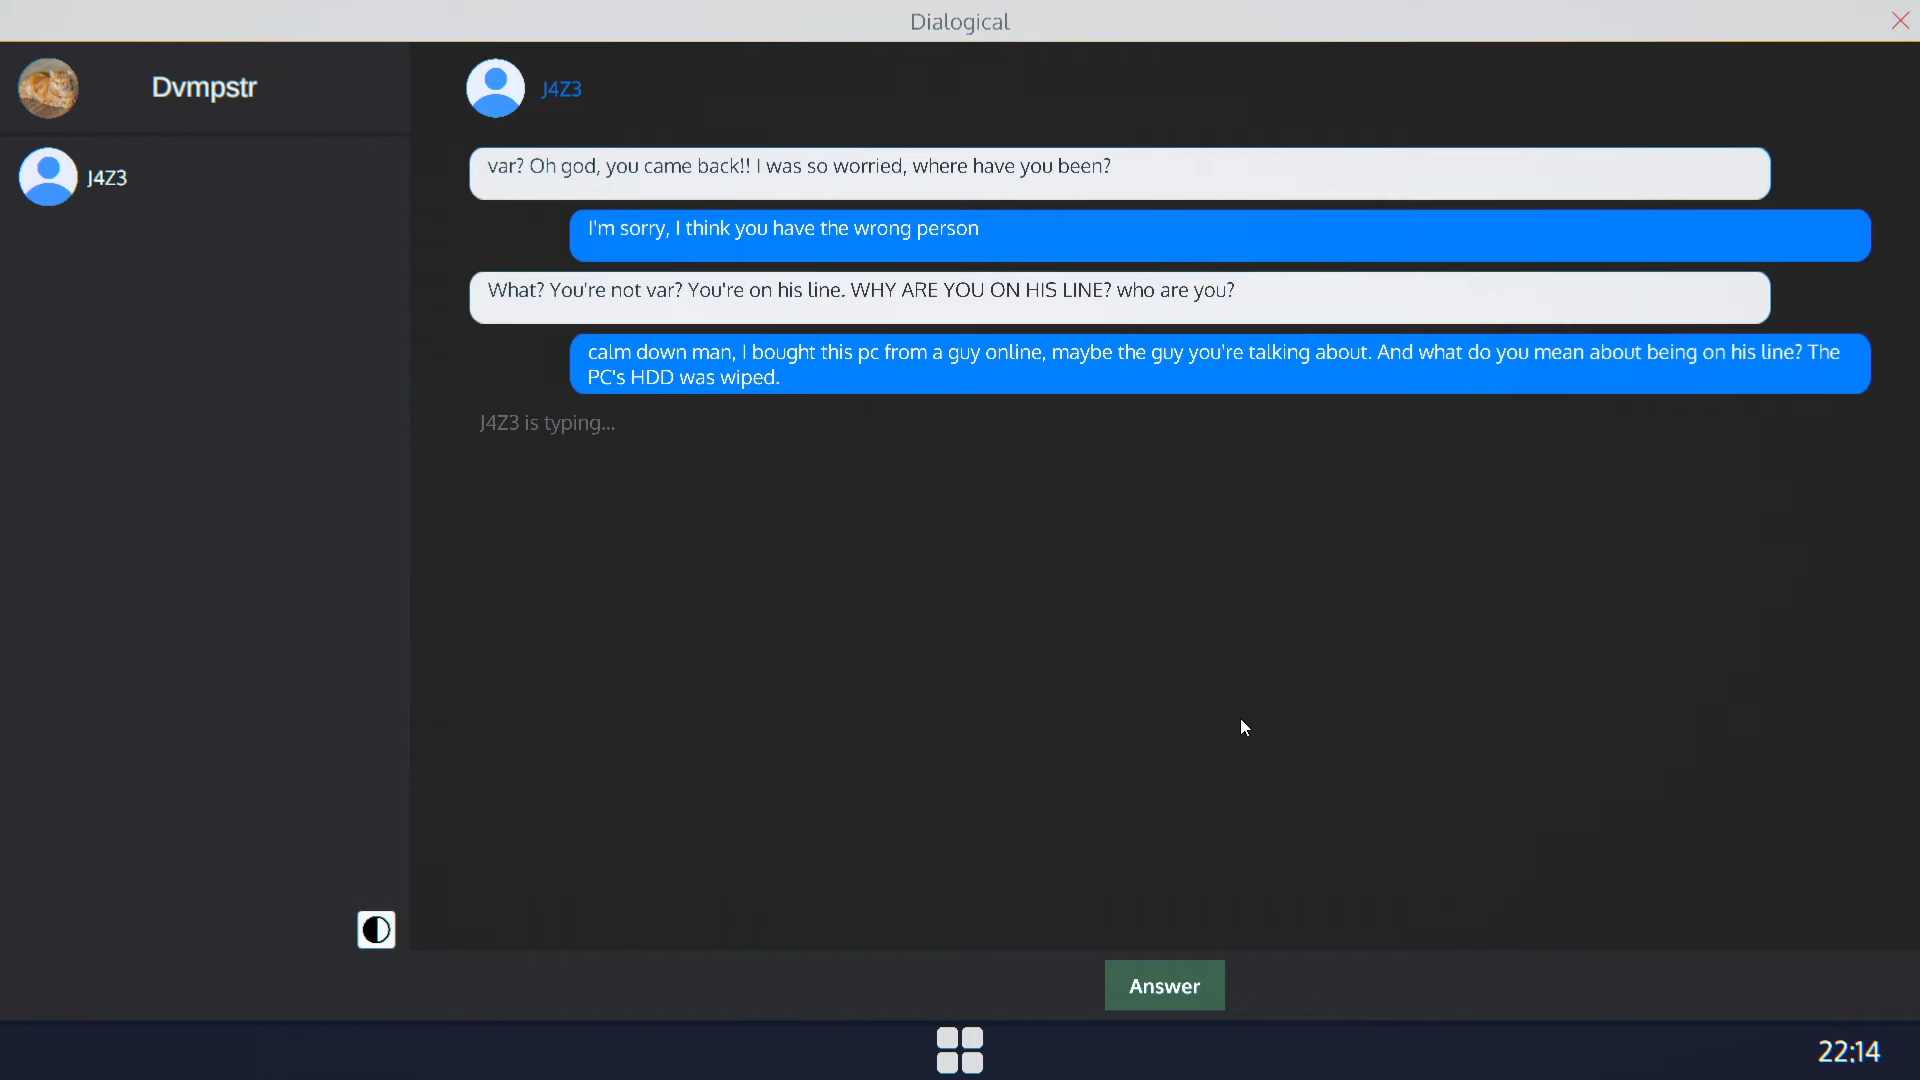 Dialogical
Dvmpstr
J4Z3
J4Z3
var? Oh god, you came back!! I was so worried, where have you been?
I'm sorry, I think you have the wrong person
What? You're not var? You're on his line. WHY ARE YOU ON HIS LINE? who are you?
calm down man, I bought this pc from a guy online, maybe the guy you're talking about. And what do you mean about being on his line? The
PC's HDD was wiped.
J4Z3 is typing...
Answer
22:14